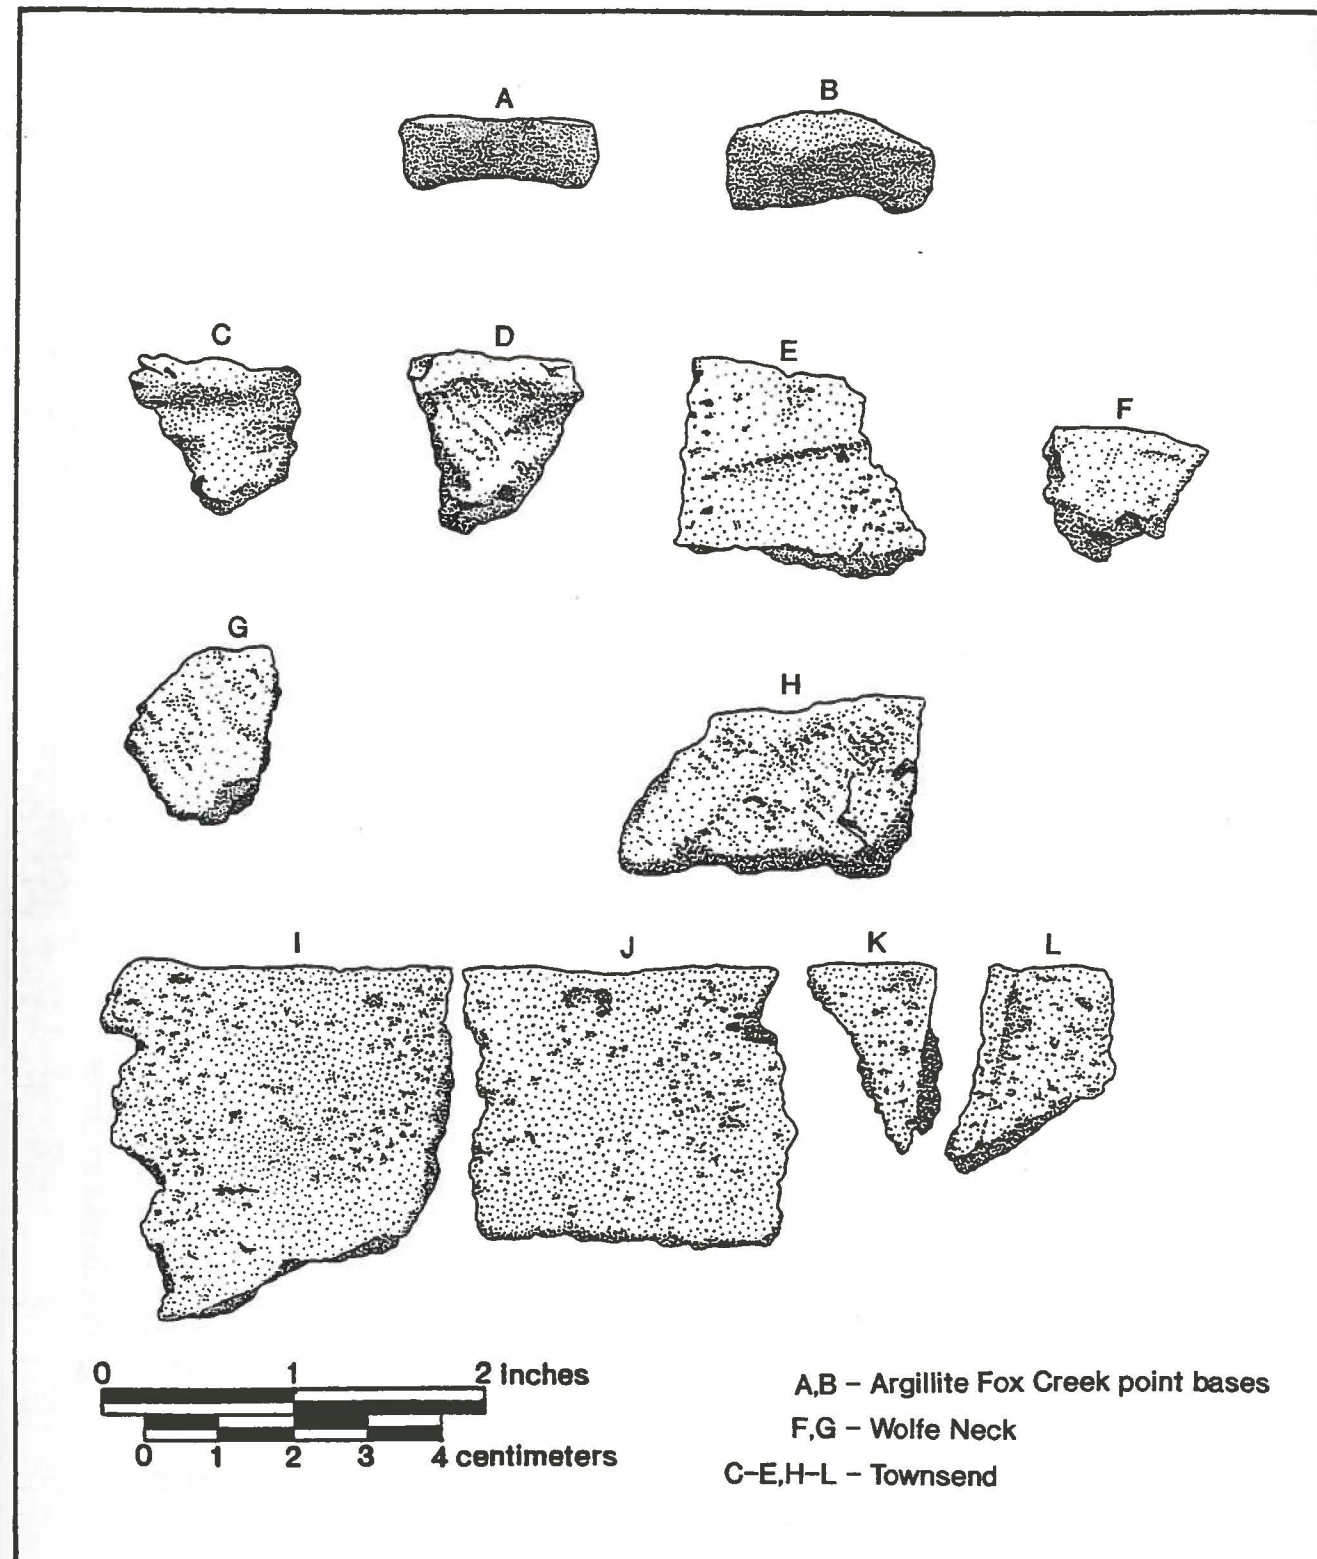 A
B
C
D
E
F
G
H
I
J
K
L
0 1 2 inches
0 1 2 3 4 centimeters
A,B – Argillite Fox Creek point bases
F,G – Wolfe Neck
C–E,H–L – Townsend